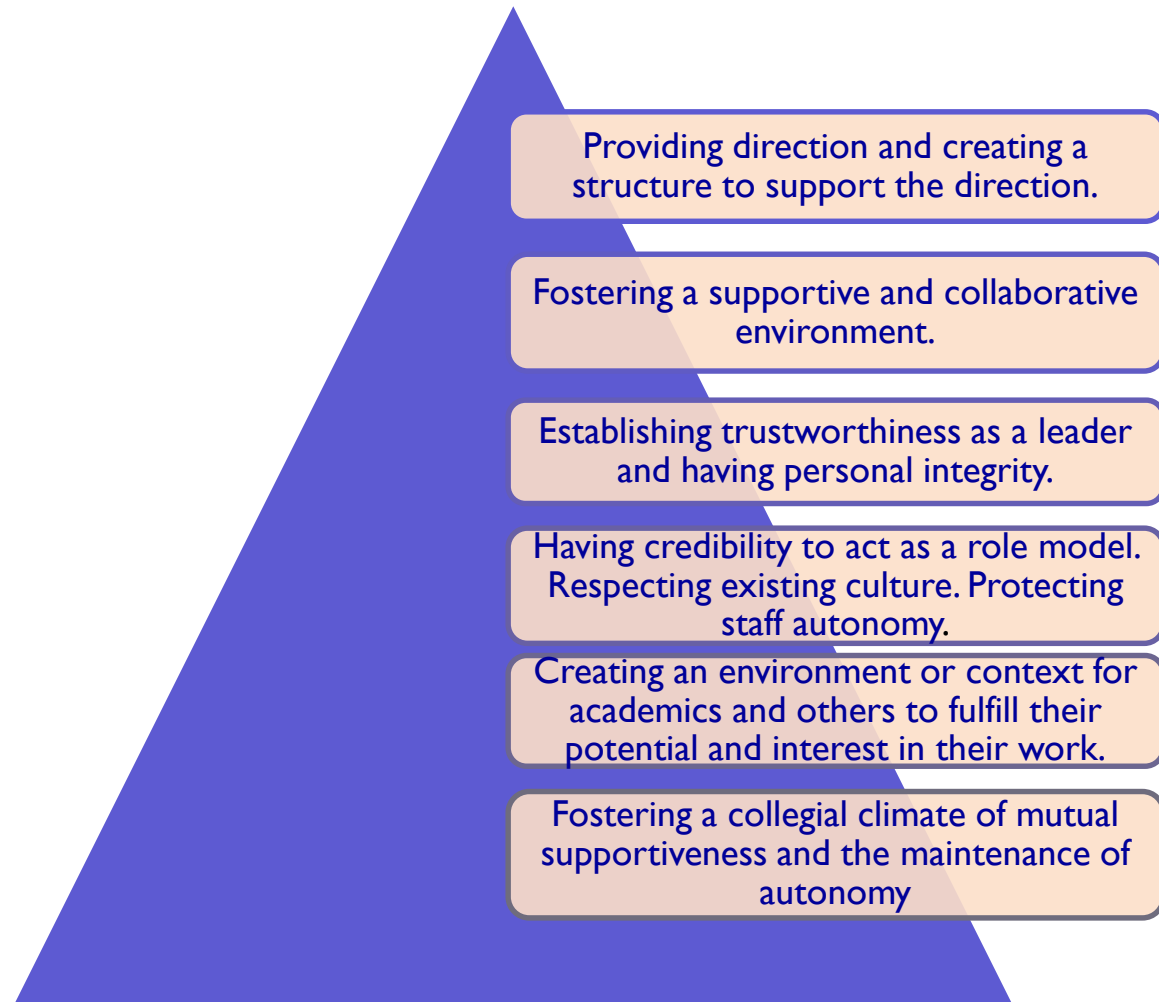 Providing direction and creating a
structure to support the direction.
Fostering a supportive and collaborative
environment.
Establishing trustworthiness as a leader
and having personal integrity.
Having credibility to act as a role model.
Respecting existing culture. Protecting
staff autonomy.
Creating an environment or context for
academics and others to fulfill their
potential and interest in their work.
Fostering a collegial climate of mutual
supportiveness and the maintenance of
autonomy